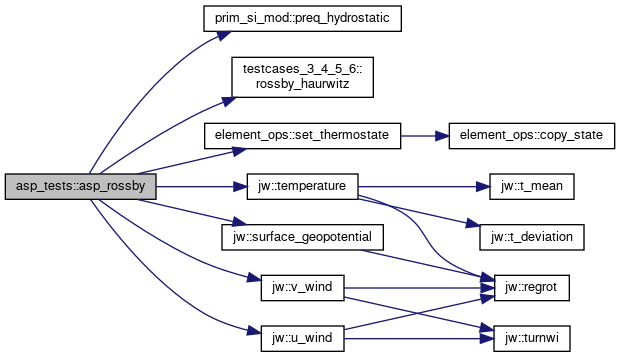 prim_si_mod::preq_hydrostatic
testcases_3_4_5_6::
rossby_haurwitz
element_ops::set_thermostate
element_ops::copy_state
asp_tests::asp_rossby
jw::temperature
jw::t_mean
jw::surface_geopotential
jw::t_deviation
jw::v_wind
jw::regrot
jw::u_wind
jw::turnwi